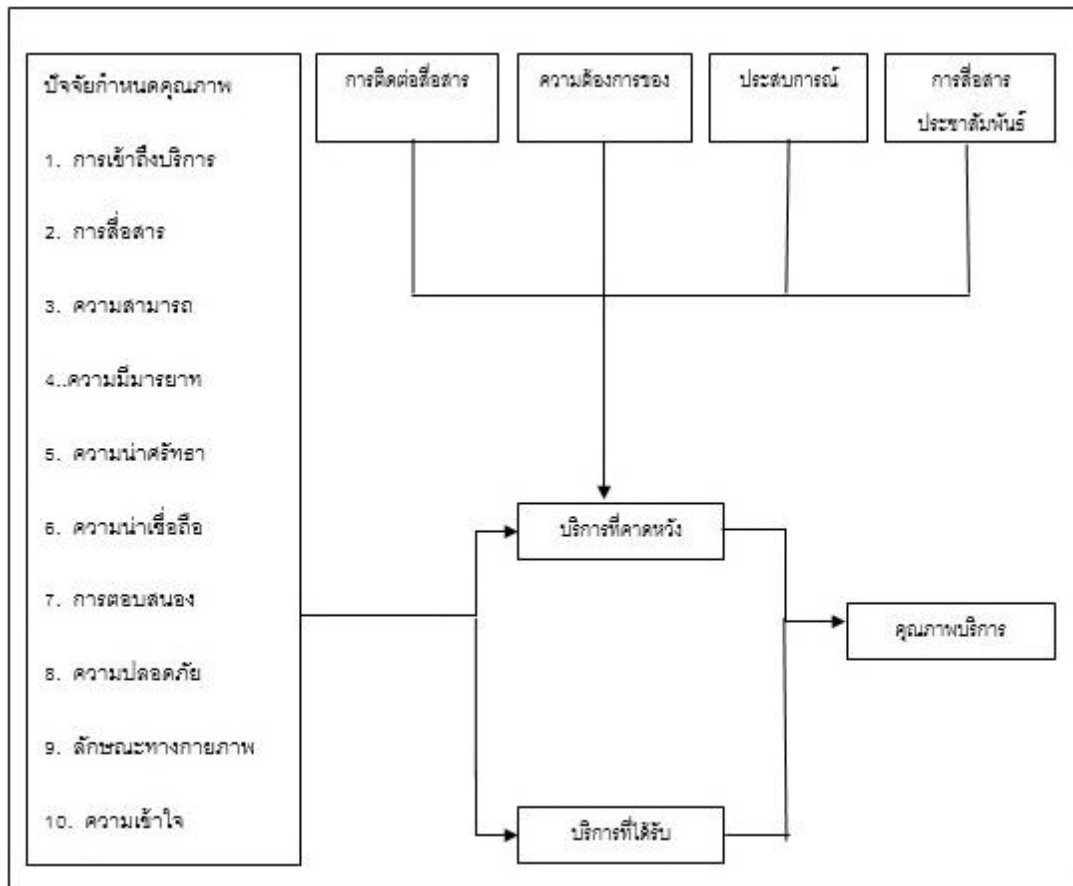 ปัจจัยกำหนดคุณภาพ
1. การเข้าถึงบริการ
2. การสื่อสาร
3. ความสามารถ
4..ความมีมารยาท
5. ความน่าศรัทธา
6. ความน่าเชื่อถือ
7. การตอบสนอง
8. ความปลอดภัย
9. ลักษณะทางกายภาพ
10. ความเข้าใจ
การติดต่อสื่อสาร
ความต้องการของ
ประสบการณ์
การสื่อสาร
ประชาสัมพันธ์
บริการที่คาดหวัง
บริการที่ได้รับ
คุณภาพบริการ